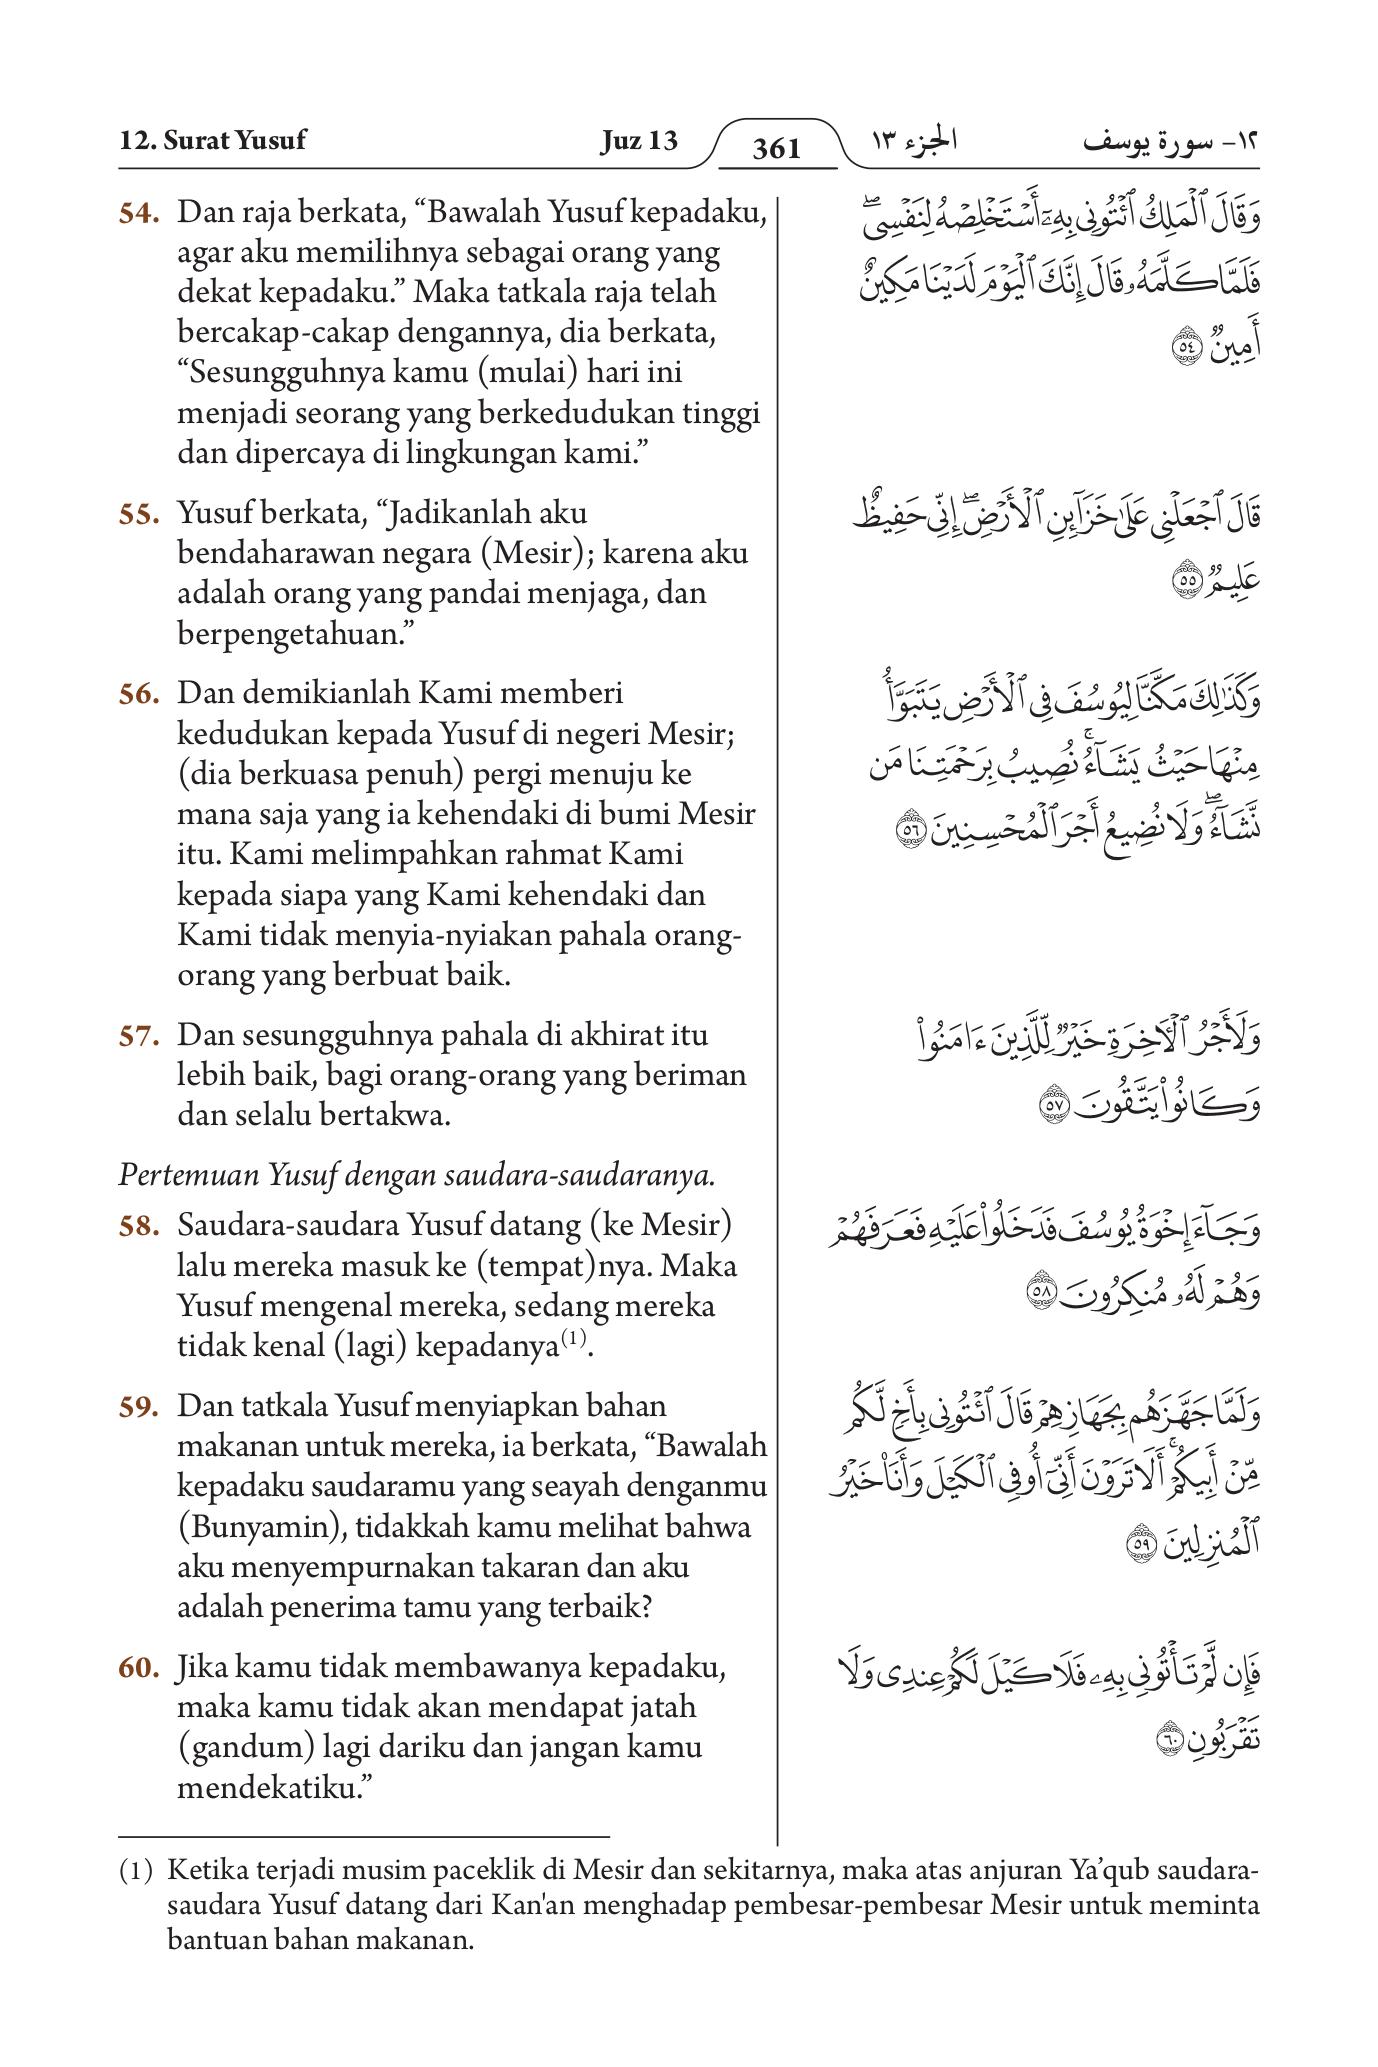 12. Surat Yusuf
Juz 13
361
الجزء ١٣
١٢- سورة يوسف
54. Dan raja berkata, “Bawalah Yusuf kepadaku,
agar aku memilihnya sebagai orang yang
dekat kepadaku.” Maka tatkala raja telah
bercakap-cakap dengannya, dia berkata,
“Sesungguhnya kamu (mulai) hari ini
menjadi seorang yang berkedudukan tinggi
dan dipercaya di lingkungan kami.”
55. Yusuf berkata, “Jadikanlah aku
bendaharawan negara (Mesir); karena aku
adalah orang yang pandai menjaga, dan
berpengetahuan.”
56. Dan demikianlah Kami memberi
kedudukan kepada Yusuf di negeri Mesir;
(dia berkuasa penuh) pergi menuju ke
mana saja yang ia kehendaki di bumi Mesir
itu. Kami melimpahkan rahmat Kami
kepada siapa yang Kami kehendaki dan
Kami tidak menyia-nyiakan pahala orang-
orang yang berbuat baik.
57. Dan sesungguhnya pahala di akhirat itu
lebih baik, bagi orang-orang yang beriman
dan selalu bertakwa.
Pertemuan Yusuf dengan saudara-saudaranya.
58. Saudara-saudara Yusuf datang (ke Mesir)
lalu mereka masuk ke (tempat)nya. Maka
Yusuf mengenal mereka, sedang mereka
tidak kenal (lagi) kepadanya(1).
59. Dan tatkala Yusuf menyiapkan bahan
makanan untuk mereka, ia berkata, “Bawalah
kepadaku saudaramu yang seayah denganmu
(Bunyamin), tidakkah kamu melihat bahwa
aku menyempurnakan takaran dan aku
adalah penerima tamu yang terbaik?
60. Jika kamu tidak membawanya kepadaku,
maka kamu tidak akan mendapat jatah
(gandum) lagi dariku dan jangan kamu
mendekatiku.”
وَقَالَ ٱلْمَلِكُ ٱئْتُونِى بِهِۦٓ أَسْتَخْلِصْهُ لِنَفْسِىۖ
فَلَمَّا كَلَّمَهُۥ قَالَ إِنَّكَ ٱلْيَوْمَ لَدَيْنَا مَكِينٌ
أَمِينٌ ٥٤
قَالَ ٱجْعَلْنِى عَلَىٰ خَزَآئِنِ ٱلْأَرْضِۖ إِنِّى حَفِيظٌ
عَلِيمٌ ٥٥
وَكَذَٰلِكَ مَكَّنَّا لِيُوسُفَ فِى ٱلْأَرْضِ يَتَبَوَّأُ
مِنْهَا حَيْثُ يَشَآءُۚ نُصِيبُ بِرَحْمَتِنَا مَن
نَّشَآءُۖ وَلَا نُضِيعُ أَجْرَ ٱلْمُحْسِنِينَ ٥٦
وَلَأَجْرُ ٱلْـَٔاخِرَةِ خَيْرٌ لِّلَّذِينَ ءَامَنُوا۟
وَكَانُوا۟ يَتَّقُونَ ٥٧
وَجَآءَ إِخْوَةُ يُوسُفَ فَدَخَلُوا۟ عَلَيْهِ فَعَرَفَهُمْ
وَهُمْ لَهُۥ مُنكِرُونَ ٥٨
وَلَمَّا جَهَّزَهُم بِجَهَازِهِمْ قَالَ ٱئْتُونِى بِأَخٍ لَّكُم
مِّنْ أَبِيكُمْۚ أَلَا تَرَوْنَ أَنِّىٓ أُوفِى ٱلْكَيْلَ وَأَنَا۠ خَيْرُ
ٱلْمُنزِلِينَ ٥٩
فَإِن لَّمْ تَأْتُونِى بِهِۦ فَلَا كَيْلَ لَكُمْ عِندِى وَلَا
تَقْرَبُونِ ٦٠
(1) Ketika terjadi musim paceklik di Mesir dan sekitarnya, maka atas anjuran Ya’qub saudara-
saudara Yusuf datang dari Kan'an menghadap pembesar-pembesar Mesir untuk meminta
bantuan bahan makanan.